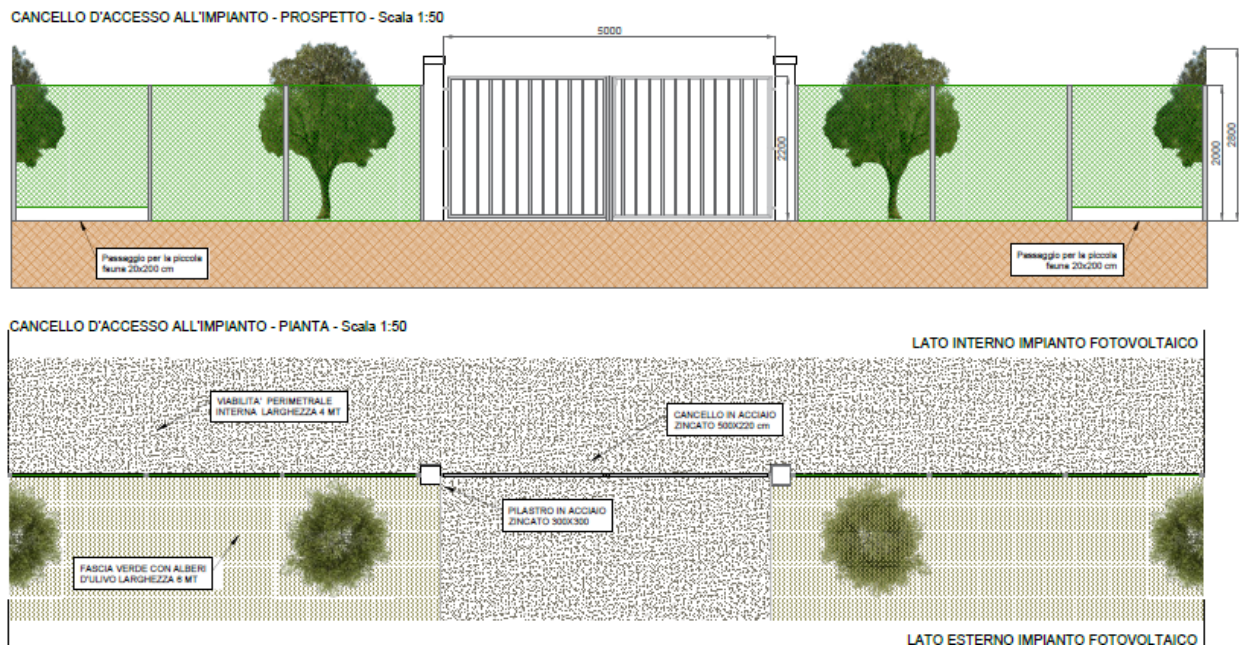 CANCELLO D'ACCESSO ALL'IMPIANTO - PROSPETTO - Scala 1:50
5000
2200
2000
2800
Passaggio per la piccola
fauna 20x200 cm
Passaggio per la piccola
fauna 20x200 cm
CANCELLO D'ACCESSO ALL'IMPIANTO - PIANTA - Scala 1:50
LATO INTERNO IMPIANTO FOTOVOLTAICO
VIABILITA' PERIMETRALE
INTERNA LARGHEZZA 4 MT
CANCELLO IN ACCIAIO
ZINCATO 500X220 cm
PILASTRO IN ACCIAIO
ZINCATO 300X300
FASCIA VERDE CON ALBERI
D'ULIVO LARGHEZZA 6 MT
LATO ESTERNO IMPIANTO FOTOVOLTAICO